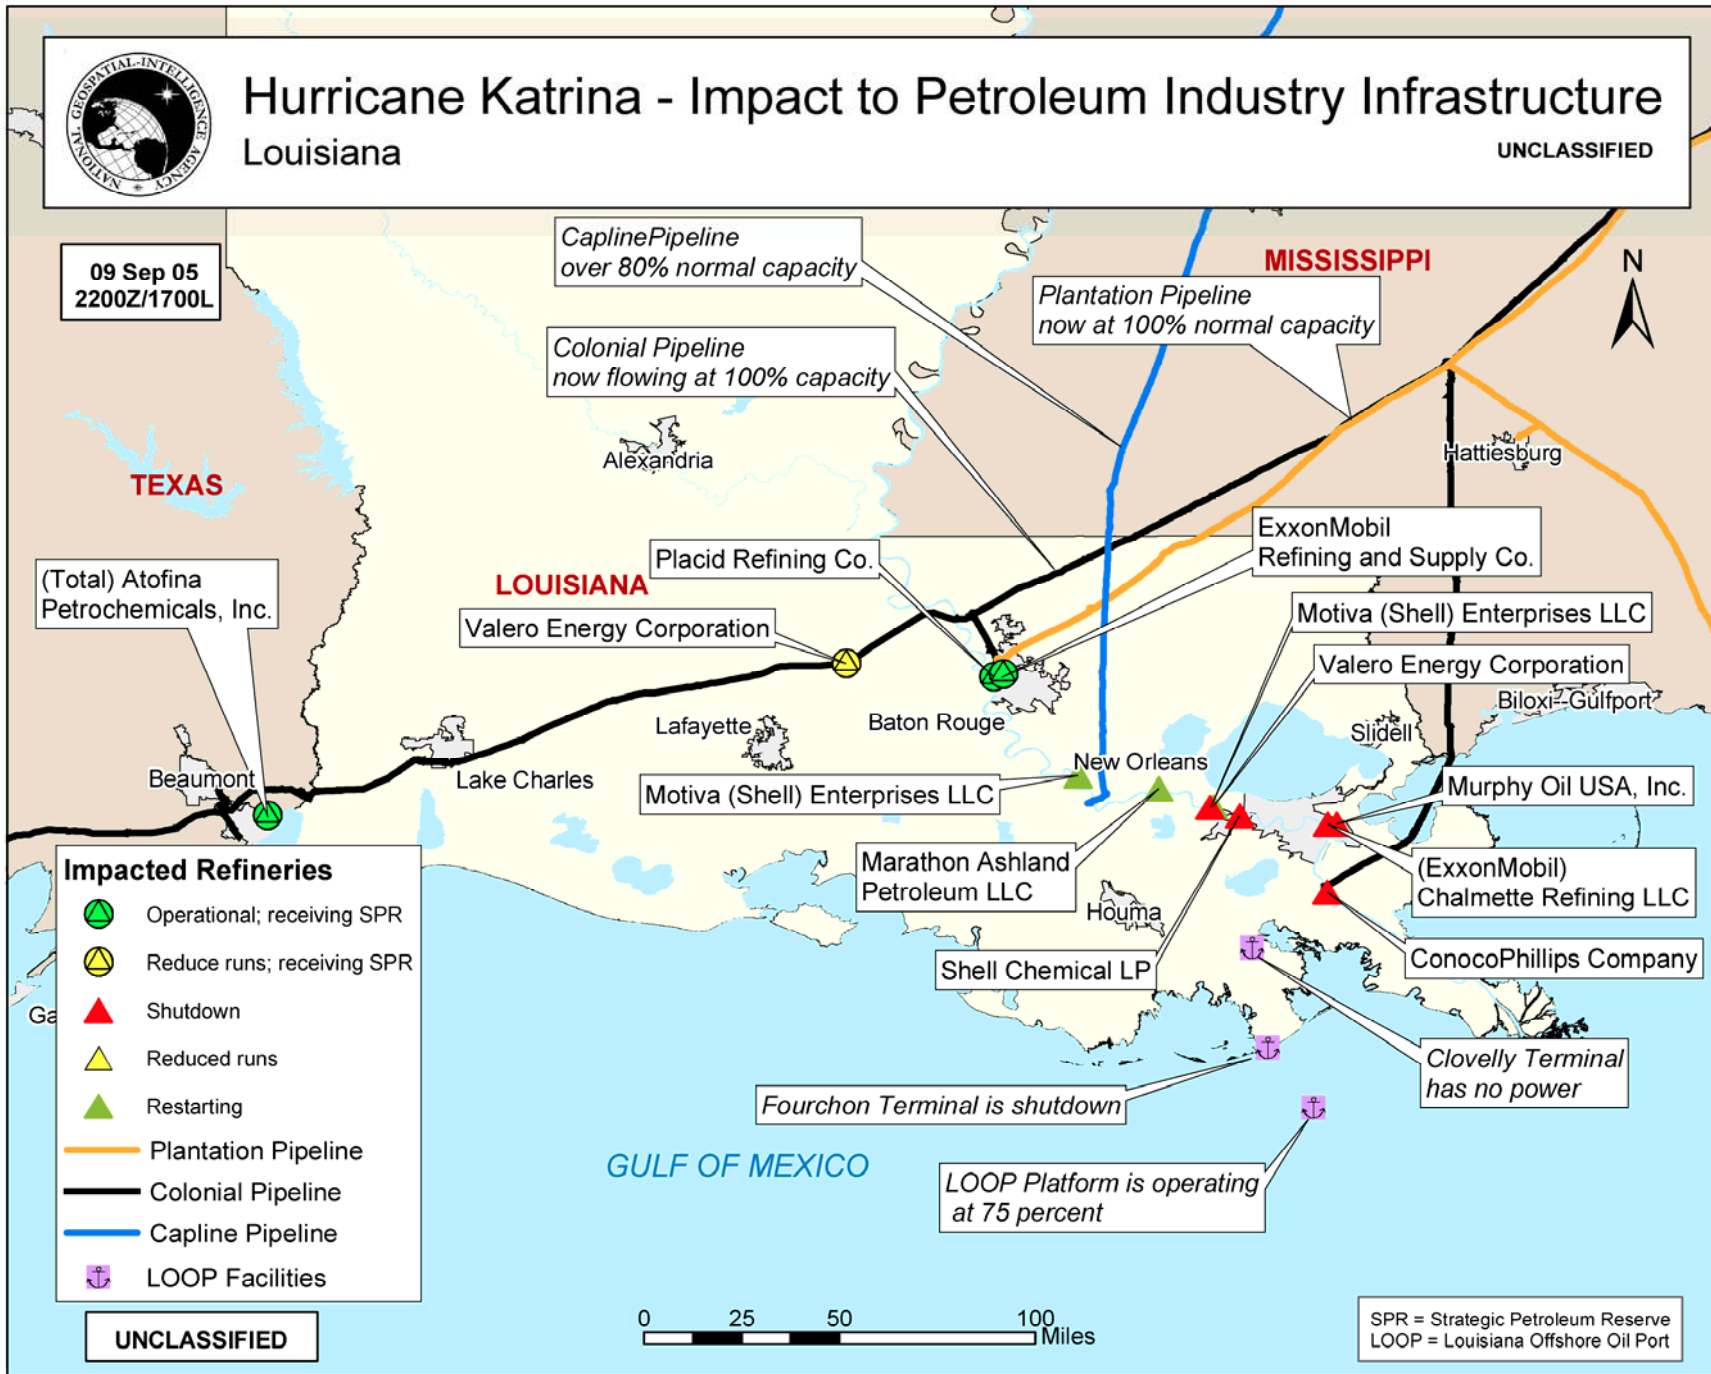 NATIONAL GEOSPATIAL-INTELLIGENCE AGENCY
Hurricane Katrina - Impact to Petroleum Industry Infrastructure
Louisiana
UNCLASSIFIED
09 Sep 05
2200Z/1700L
CaplinePipeline
over 80% normal capacity
MISSISSIPPI
N
Plantation Pipeline
now at 100% normal capacity
Colonial Pipeline
now flowing at 100% capacity
Alexandria
Hattiesburg
TEXAS
ExxonMobil
Refining and Supply Co.
Placid Refining Co.
(Total) Atofina
Petrochemicals, Inc.
LOUISIANA
Valero Energy Corporation
Motiva (Shell) Enterprises LLC
Valero Energy Corporation
Biloxi--Gulfport
Lafayette
Baton Rouge
Slidell
New Orleans
Beaumont
Lake Charles
Motiva (Shell) Enterprises LLC
Murphy Oil USA, Inc.
Marathon Ashland
Petroleum LLC
(ExxonMobil)
Chalmette Refining LLC
Houma
Shell Chemical LP
ConocoPhillips Company
Ga
Clovelly Terminal
has no power
Fourchon Terminal is shutdown
GULF OF MEXICO
LOOP Platform is operating
at 75 percent
Impacted Refineries
Operational; receiving SPR
Reduce runs; receiving SPR
Shutdown
Reduced runs
Restarting
Plantation Pipeline
Colonial Pipeline
Capline Pipeline
LOOP Facilities
UNCLASSIFIED
0 25 50 100
Miles
SPR = Strategic Petroleum Reserve
LOOP = Louisiana Offshore Oil Port